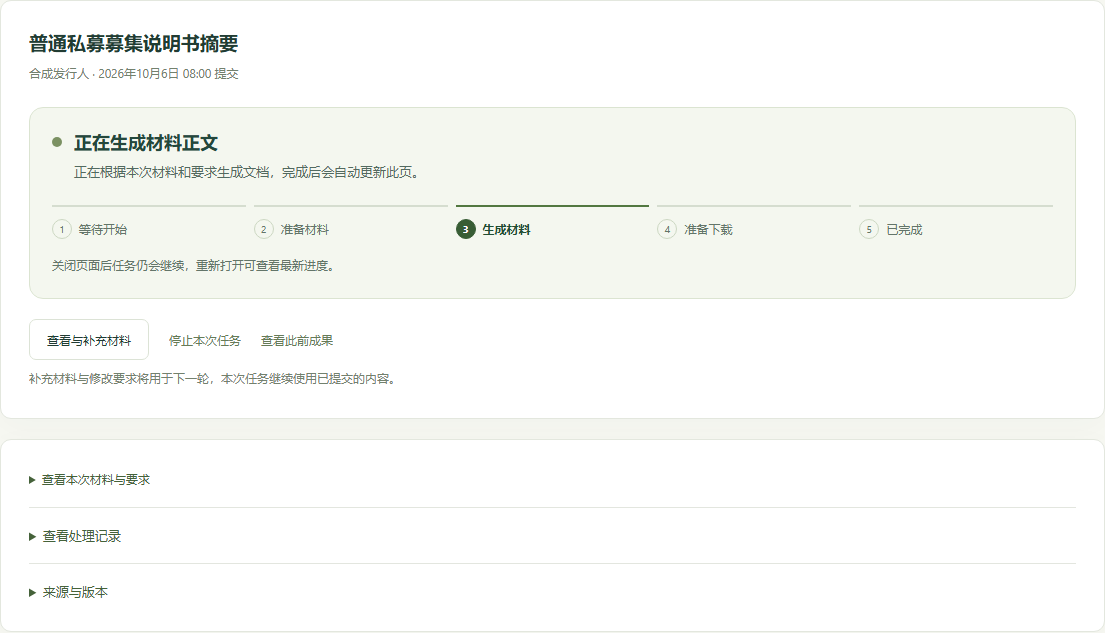 普通私募募集说明书摘要
合成发行人 · 2026年10月6日 08:00 提交
正在生成材料正文
正在根据本次材料和要求生成文档，完成后会自动更新此页。
1 等待开始
2 准备材料
3 生成材料
4 准备下载
5 已完成
关闭页面后任务仍会继续，重新打开可查看最新进度。
查看与补充材料 停止本次任务 查看此前成果
补充材料与修改要求将用于下一轮，本次任务继续使用已提交的内容。
查看本次材料与要求
查看处理记录
来源与版本